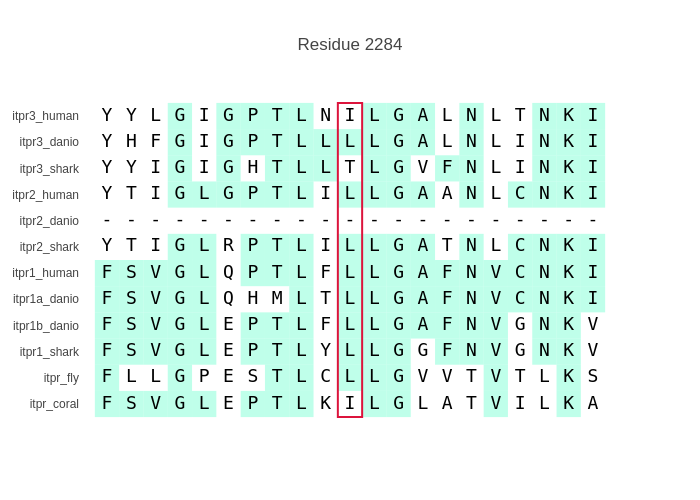 Residue 2284
itpr3_human Y Y L G I G P T L N I L G A L N L T N K I
itpr3_danio Y H F G I G P T L L L L G A L N L I N K I
itpr3_shark Y Y I G I G H T L L T L G V F N L I N K I
itpr2_human Y T I G L G P T L I L L G A A N L C N K I
itpr2_danio - - - - - - - - - - - - - - - - - - - - -
itpr2_shark Y T I G L R P T L I L L G A T N L C N K I
itpr1_human F S V G L Q P T L F L L G A F N V C N K I
itpr1a_danio F S V G L Q H M L T L L G A F N V C N K I
itpr1b_danio F S V G L E P T L F L L G A F N V G N K V
itpr1_shark F S V G L E P T L Y L L G G F N V G N K V
itpr_fly F L L G P E S T L C L L G V V T V T L K S
itpr_coral F S V G L E P T L K I L G L A T V I L K A